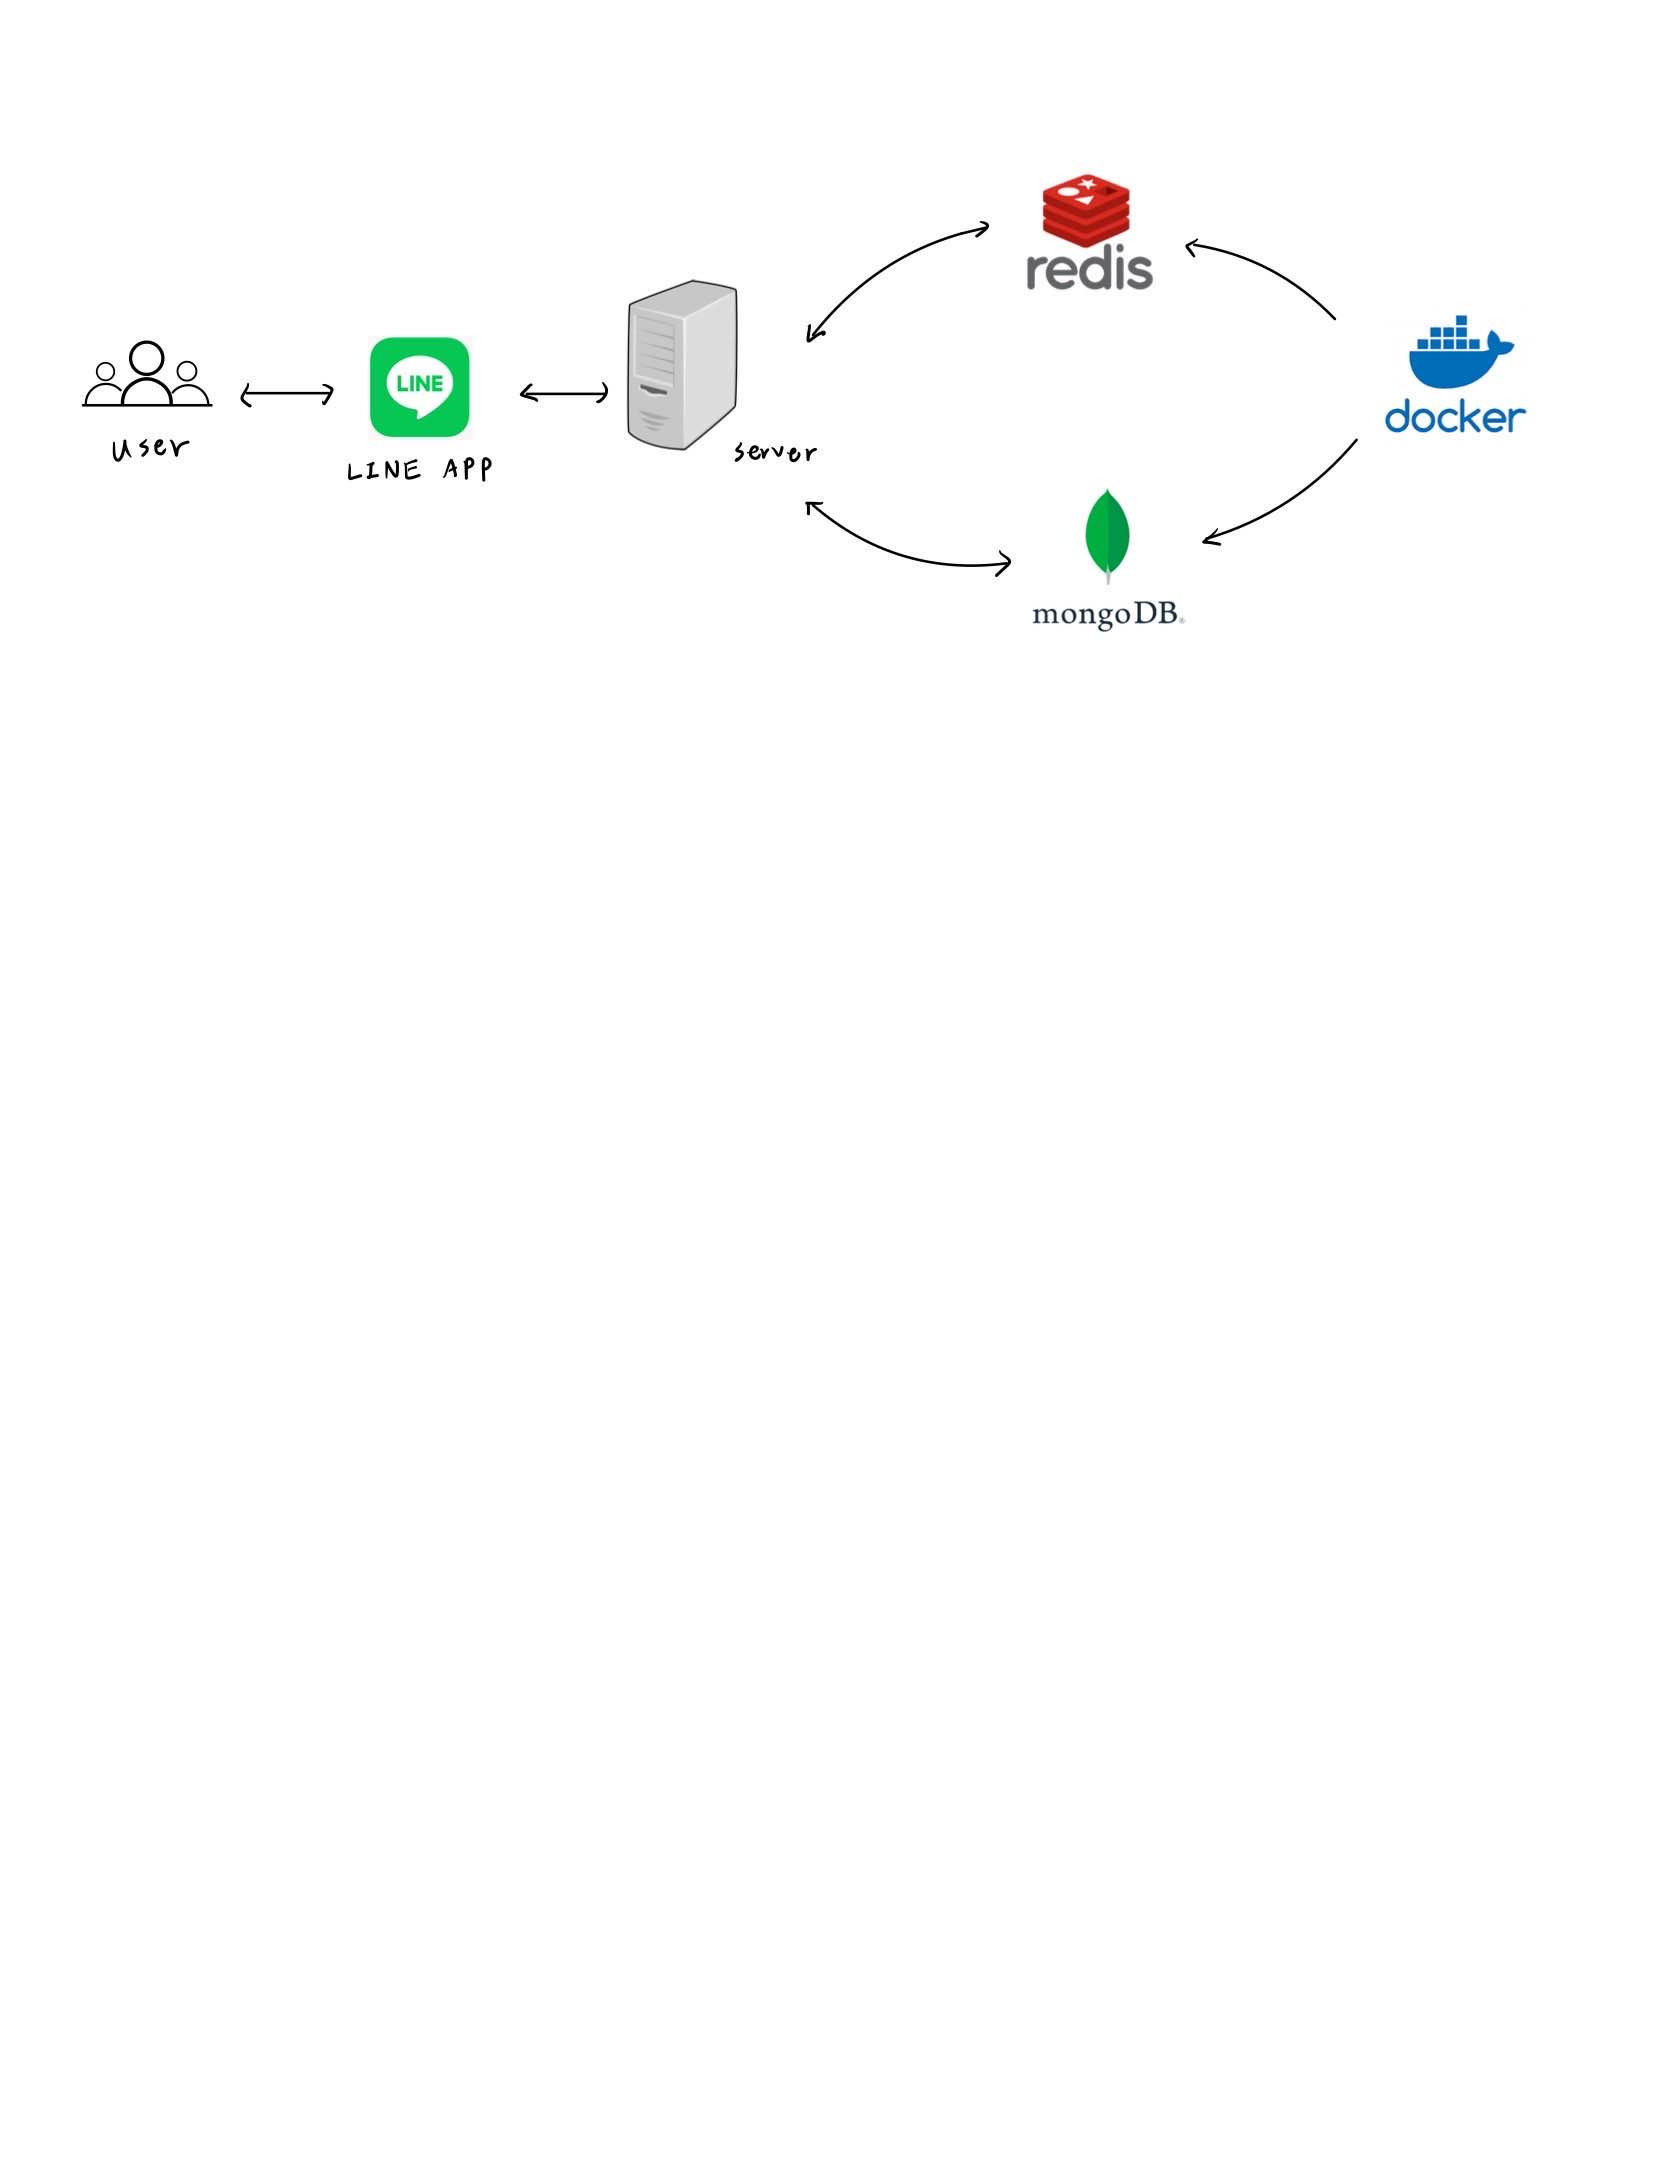 user
LINE
LINE APP
server
redis
mongoDB
docker